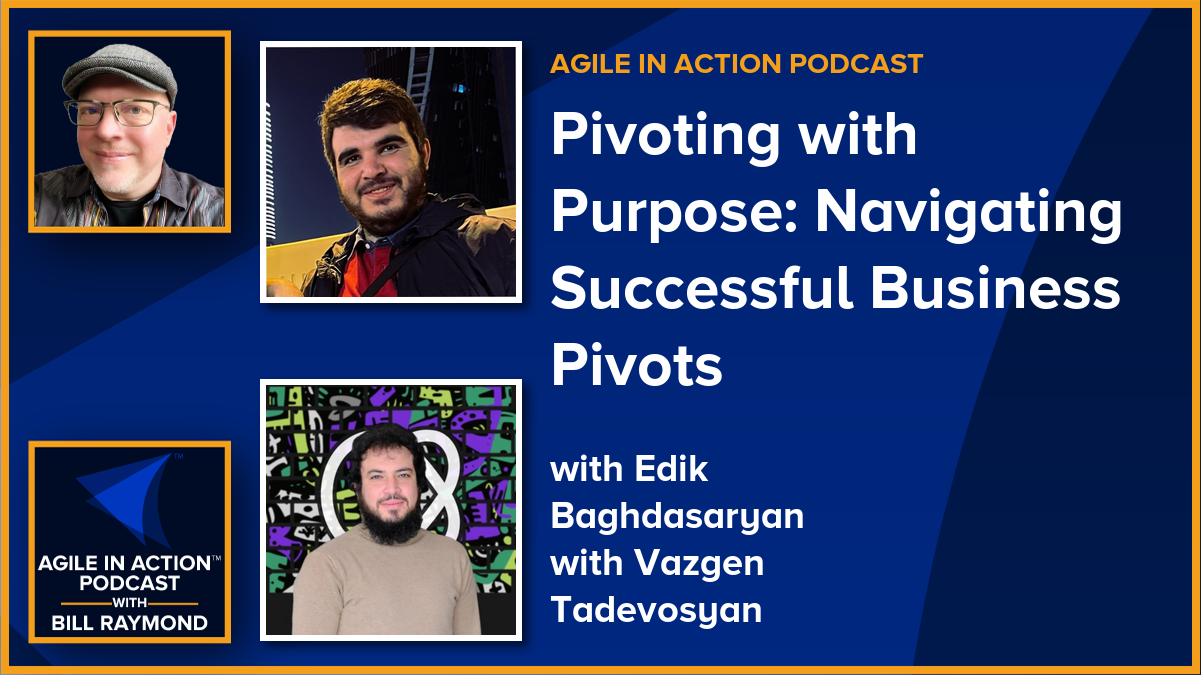 AGILE IN ACTION PODCAST
Pivoting with
Purpose: Navigating
Successful Business
Pivots
with Edik
Baghdasaryan
with Vazgen
Tadevosyan
TM
AGILE IN ACTION™
PODCAST
WITH
BILL RAYMOND